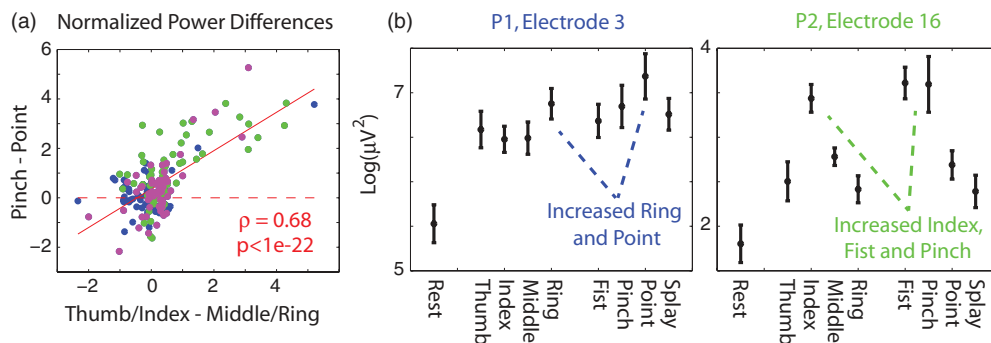 (a)
Normalized Power Differences
Pinch - Point
6
4
2
0
−2
ρ = 0.68
p<1e-22
−2
0
2
4
Thumb/Index - Middle/Ring
(b)
P1, Electrode 3
Log(μV²)
7
5
Increased Ring
and Point
Rest
Thumb
Index
Middle
Ring
Fist
Pinch
Point
Splay
P2, Electrode 16
4
2
Increased Index,
Fist and Pinch
Rest
Thumb
Index
Middle
Ring
Fist
Pinch
Point
Splay